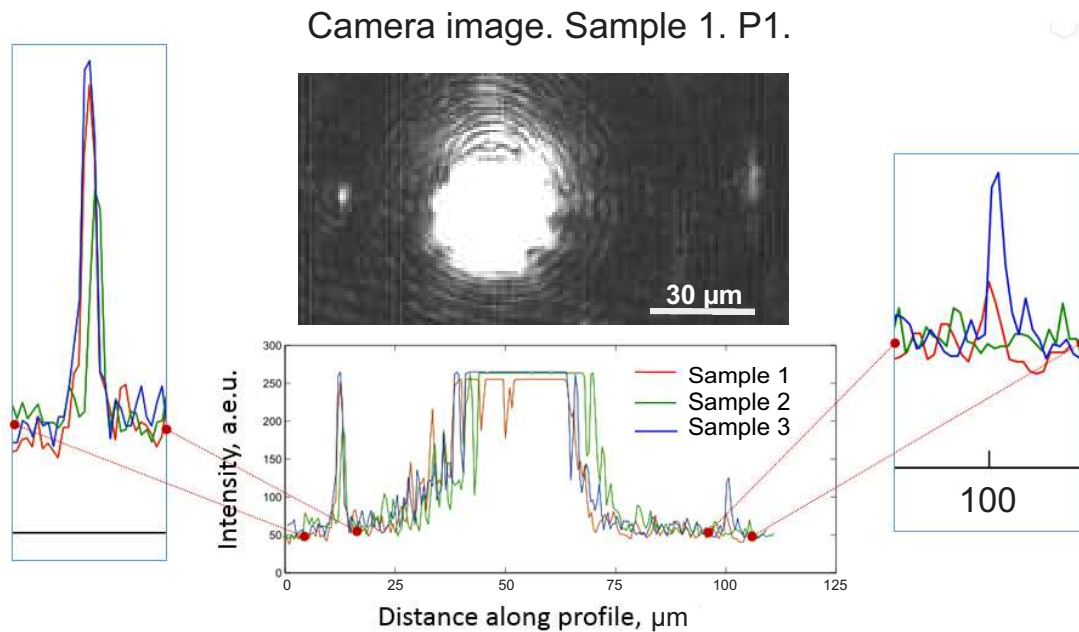 Camera image. Sample 1. P1.
30 µm
300
250
200
150
100
50
0
Intensity, a.e.u.
Sample 1
Sample 2
Sample 3
0 25 50 75 100 125
Distance along profile, µm
100